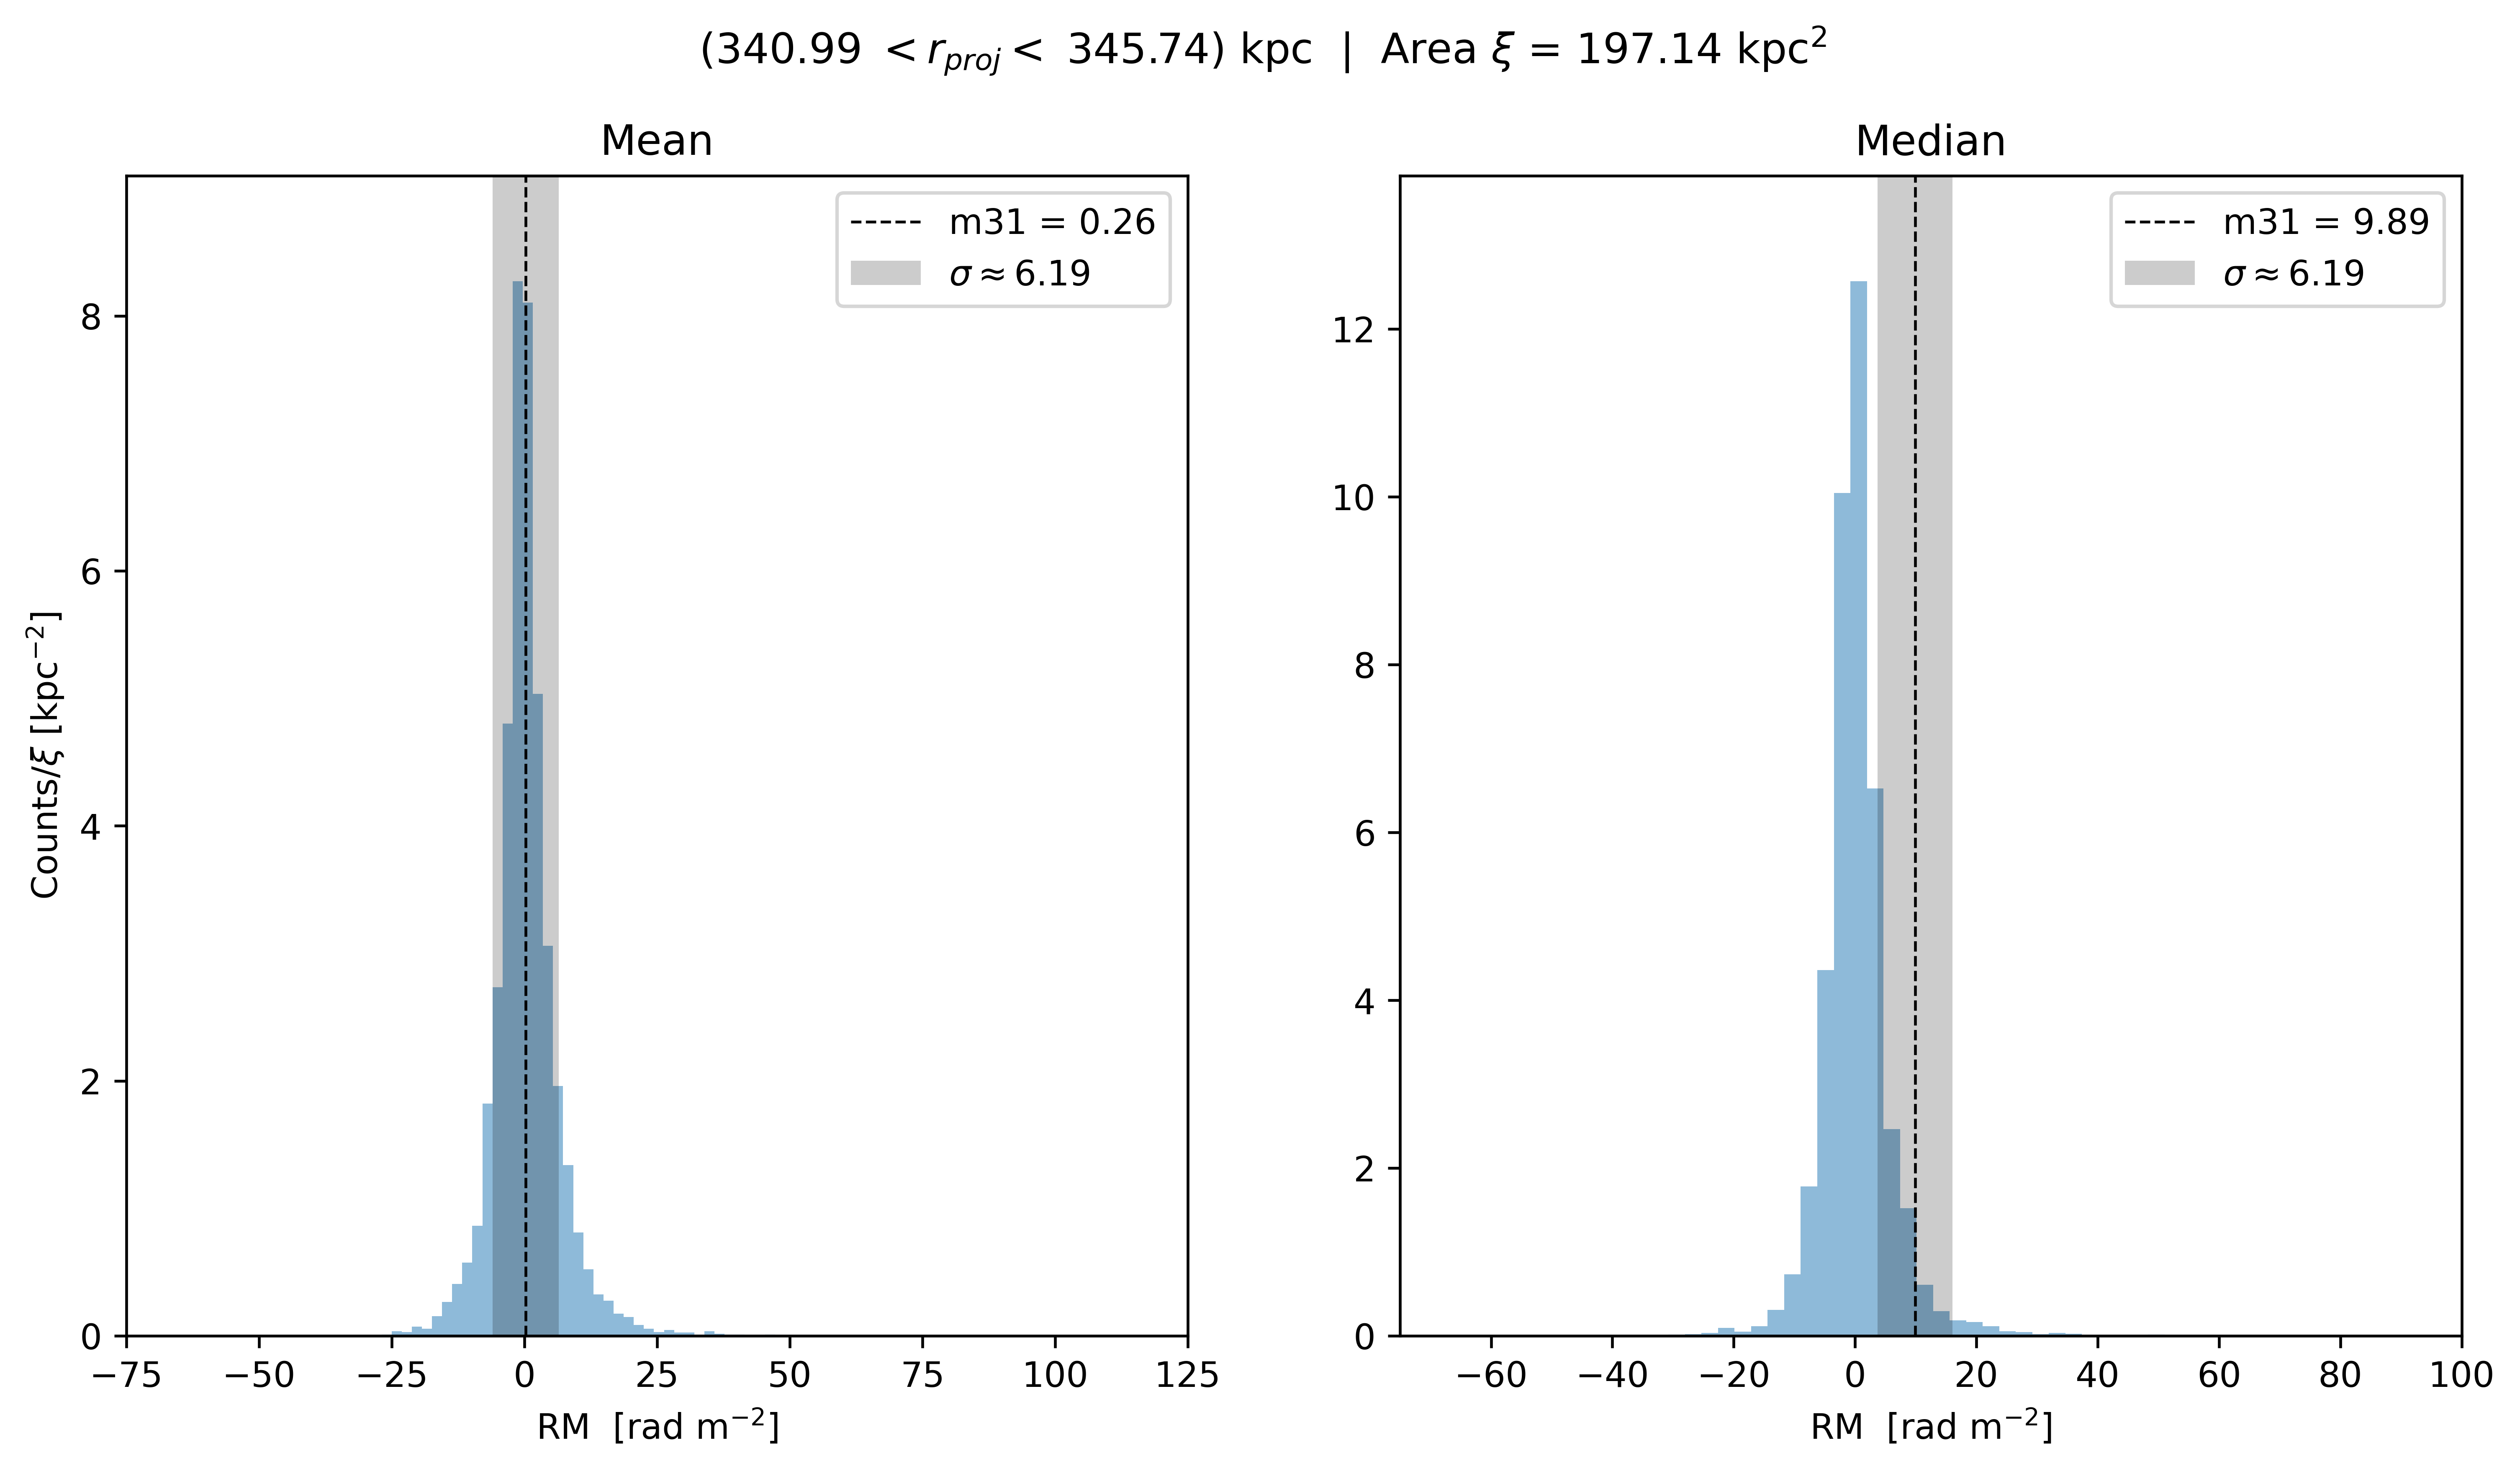 (340.99 < r_{proj} < 345.74) kpc | Area ξ = 197.14 kpc²
Mean
m31 = 0.26
σ ≈ 6.19
Counts/ξ [kpc⁻²]
8
6
4
2
0
−75 −50 −25 0 25 50 75 100 125
RM [rad m⁻²]
Median
m31 = 9.89
σ ≈ 6.19
12
10
8
6
4
2
0
−60 −40 −20 0 20 40 60 80 100
RM [rad m⁻²]